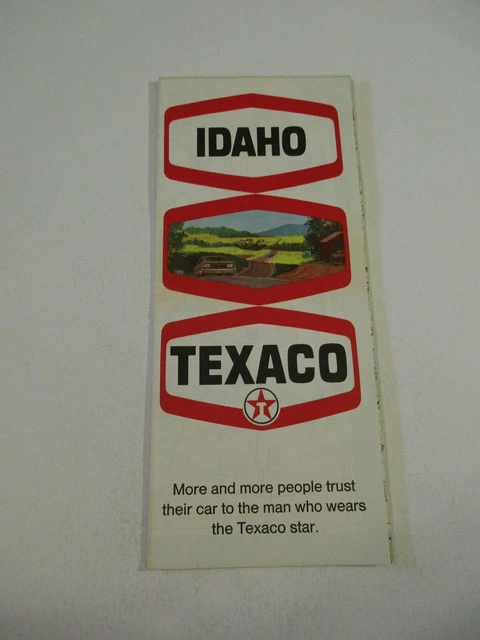 IDAHO
TEXACO
T
More and more people trust
their car to the man who wears
the Texaco star.